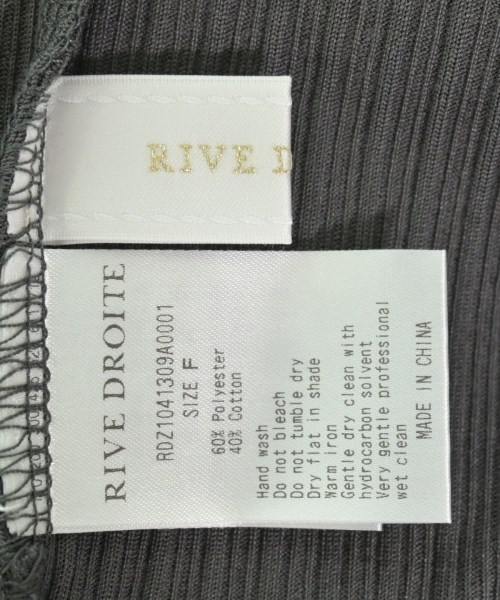 RIVE D
RIVE DROITE
RDZ1041309A0001
SIZE F
60% Polyester
40% Cotton
Hand wash
Do not bleach
Do not tumble dry
Dry flat in shade
Warm iron
Gentle dry clean with
hydrocarbon solvent
Very gentle professional
wet clean
MADE IN CHINA